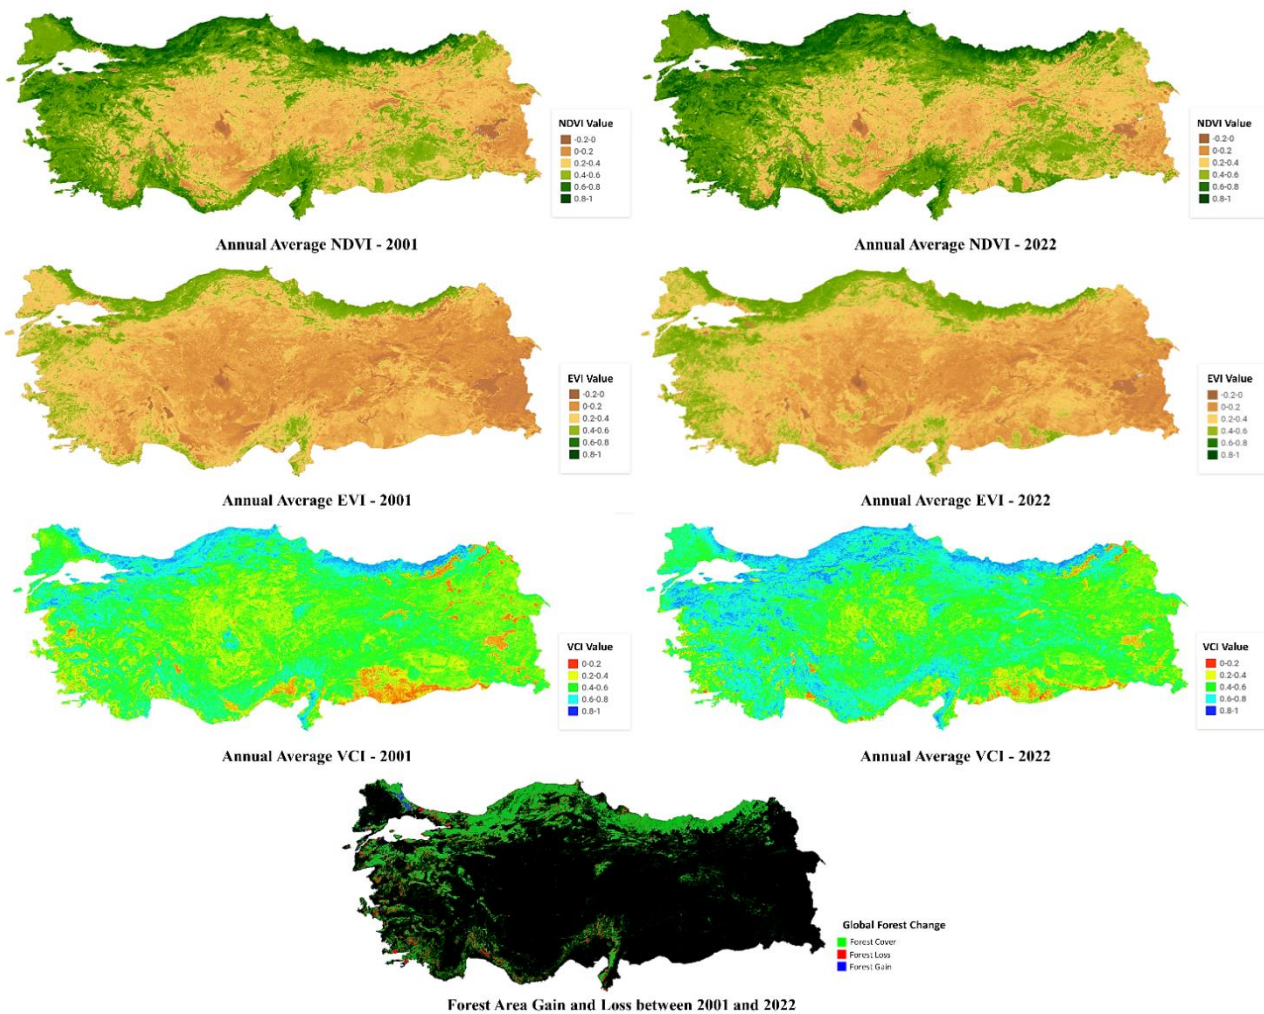 NDVI Value
-0.2-0
0-0.2
0.2-0.4
0.4-0.6
0.6-0.8
0.8-1
Annual Average NDVI - 2001
NDVI Value
-0.2-0
0-0.2
0.2-0.4
0.4-0.6
0.6-0.8
0.8-1
Annual Average NDVI - 2022
EVI Value
-0.2-0
0-0.2
0.2-0.4
0.4-0.6
0.6-0.8
0.8-1
Annual Average EVI - 2001
EVI Value
-0.2-0
0-0.2
0.2-0.4
0.4-0.6
0.6-0.8
0.8-1
Annual Average EVI - 2022
VCI Value
0-0.2
0.2-0.4
0.4-0.6
0.6-0.8
0.8-1
Annual Average VCI - 2001
VCI Value
0-0.2
0.2-0.4
0.4-0.6
0.6-0.8
0.8-1
Annual Average VCI - 2022
Global Forest Change
Forest Cover
Forest Loss
Forest Gain
Forest Area Gain and Loss between 2001 and 2022